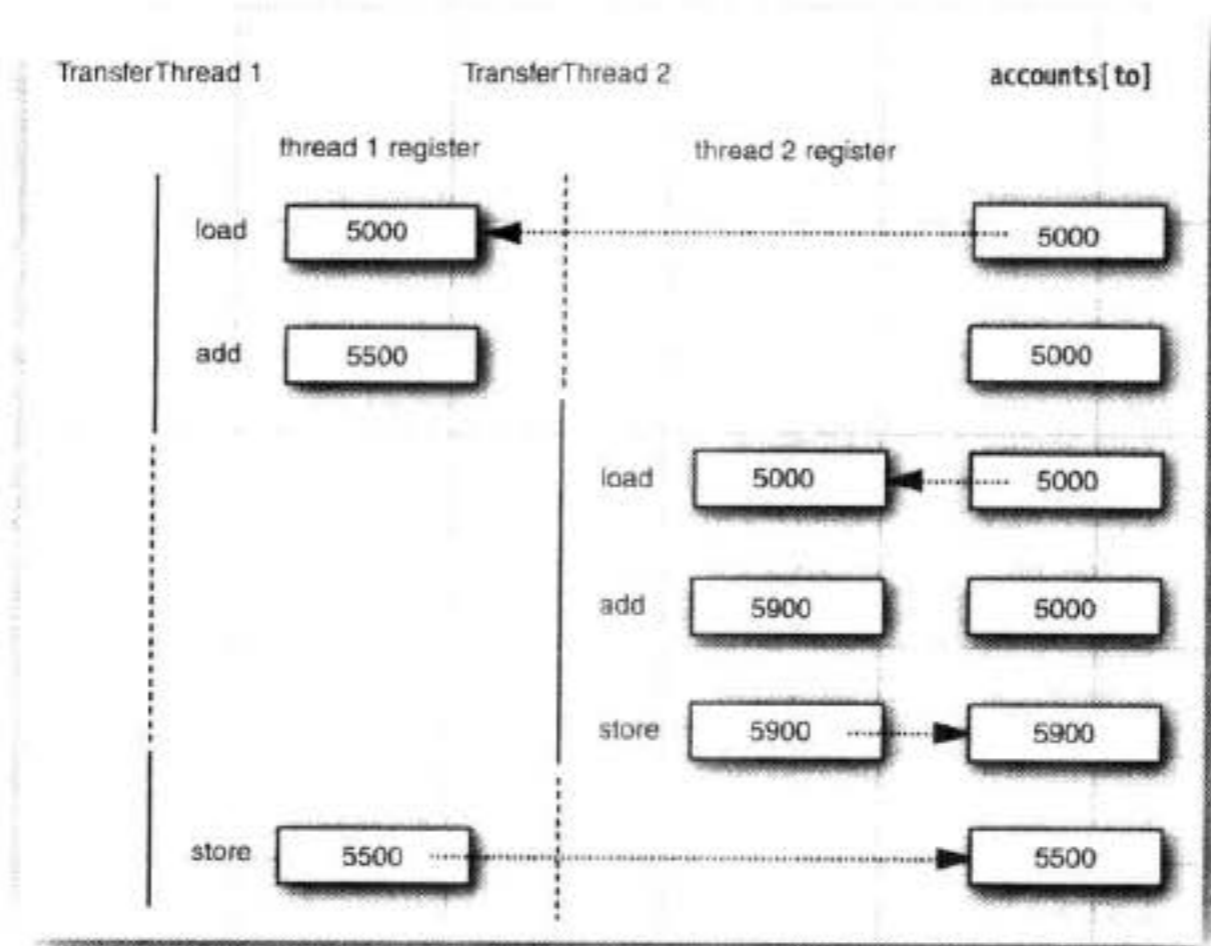 TransferThread 1 TransferThread 2 accounts[to]
thread 1 register thread 2 register
load 5000 5000
add 5500 5000
load 5000 5000
add 5900 5000
store 5900 5900
store 5500 5500